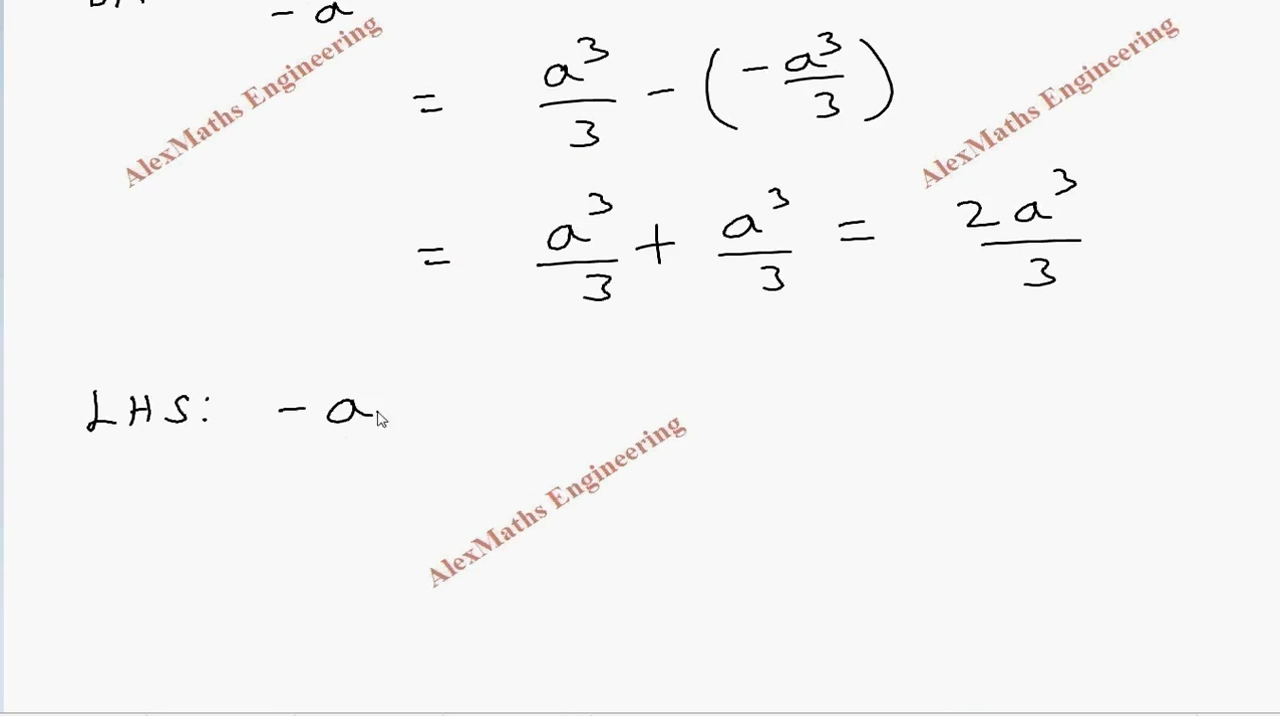 - a
= a³/3 - (-a³/3)
= a³/3 + a³/3 = 2a³/3
LHS: - a
AlexMaths Engineering
AlexMaths Engineering
AlexMaths Engineering